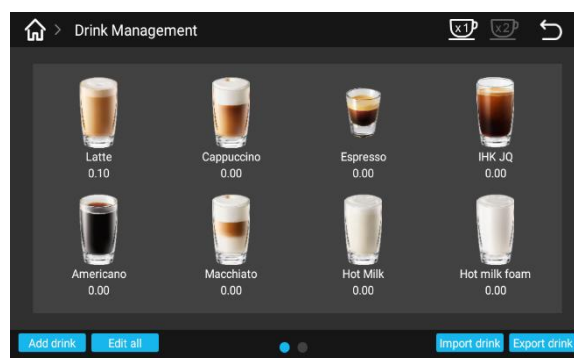 > Drink Management
x1 x2
Latte Cappuccino Espresso IHK JQ
0.10 0.00 0.00 0.00
Americano Macchiato Hot Milk Hot milk foam
0.00 0.00 0.00 0.00
Add drink Edit all Import drink Export drink